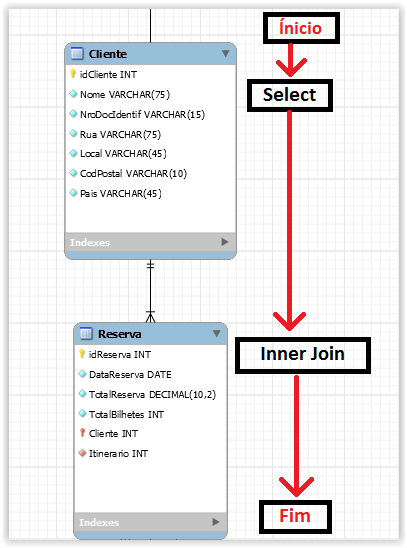 Ínicio
Cliente
idCliente INT
Nome VARCHAR(75)
NroDocIdentif VARCHAR(15)
Rua VARCHAR(75)
Local VARCHAR(45)
CodPostal VARCHAR(10)
Pais VARCHAR(45)
Indexes
Select
Reserva
idReserva INT
DataReserva DATE
TotalReserva DECIMAL(10,2)
TotalBilhetes INT
Cliente INT
Itinerario INT
Indexes
Inner Join
Fim